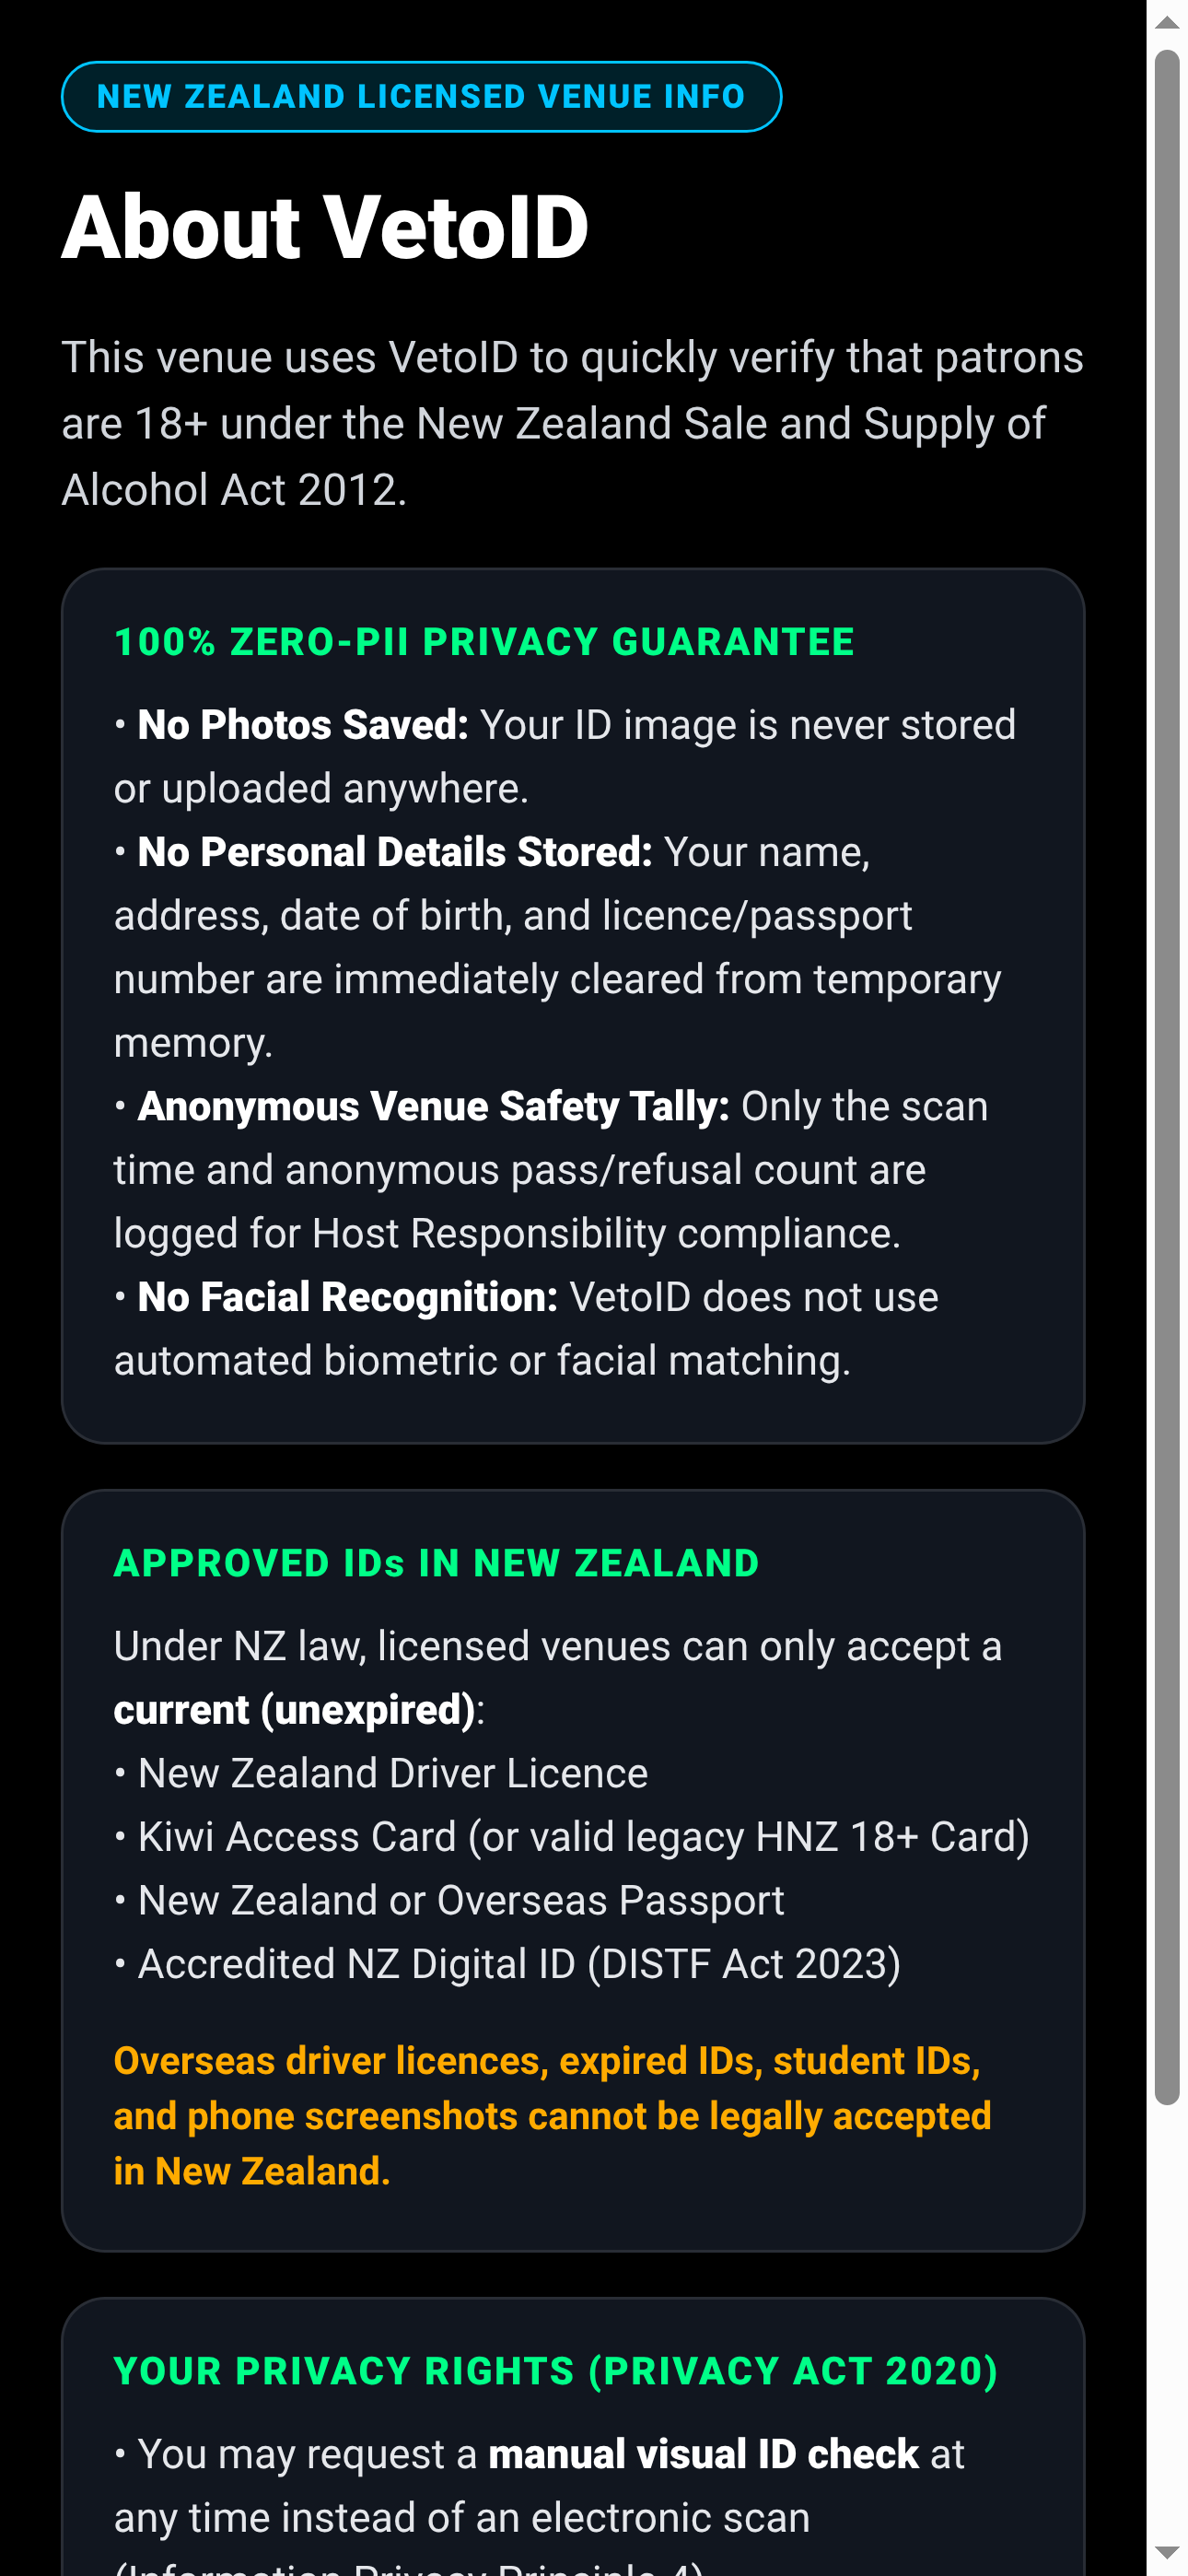 NEW ZEALAND LICENSED VENUE INFO
About VetoID
This venue uses VetoID to quickly verify that patrons
are 18+ under the New Zealand Sale and Supply of
Alcohol Act 2012.
100% ZERO-PII PRIVACY GUARANTEE
• No Photos Saved: Your ID image is never stored
or uploaded anywhere.
• No Personal Details Stored: Your name,
address, date of birth, and licence/passport
number are immediately cleared from temporary
memory.
• Anonymous Venue Safety Tally: Only the scan
time and anonymous pass/refusal count are
logged for Host Responsibility compliance.
• No Facial Recognition: VetoID does not use
automated biometric or facial matching.
APPROVED IDs IN NEW ZEALAND
Under NZ law, licensed venues can only accept a
current (unexpired):
• New Zealand Driver Licence
• Kiwi Access Card (or valid legacy HNZ 18+ Card)
• New Zealand or Overseas Passport
• Accredited NZ Digital ID (DISTF Act 2023)
Overseas driver licences, expired IDs, student IDs,
and phone screenshots cannot be legally accepted
in New Zealand.
YOUR PRIVACY RIGHTS (PRIVACY ACT 2020)
• You may request a manual visual ID check at
any time instead of an electronic scan
(Information Privacy Principle 4)